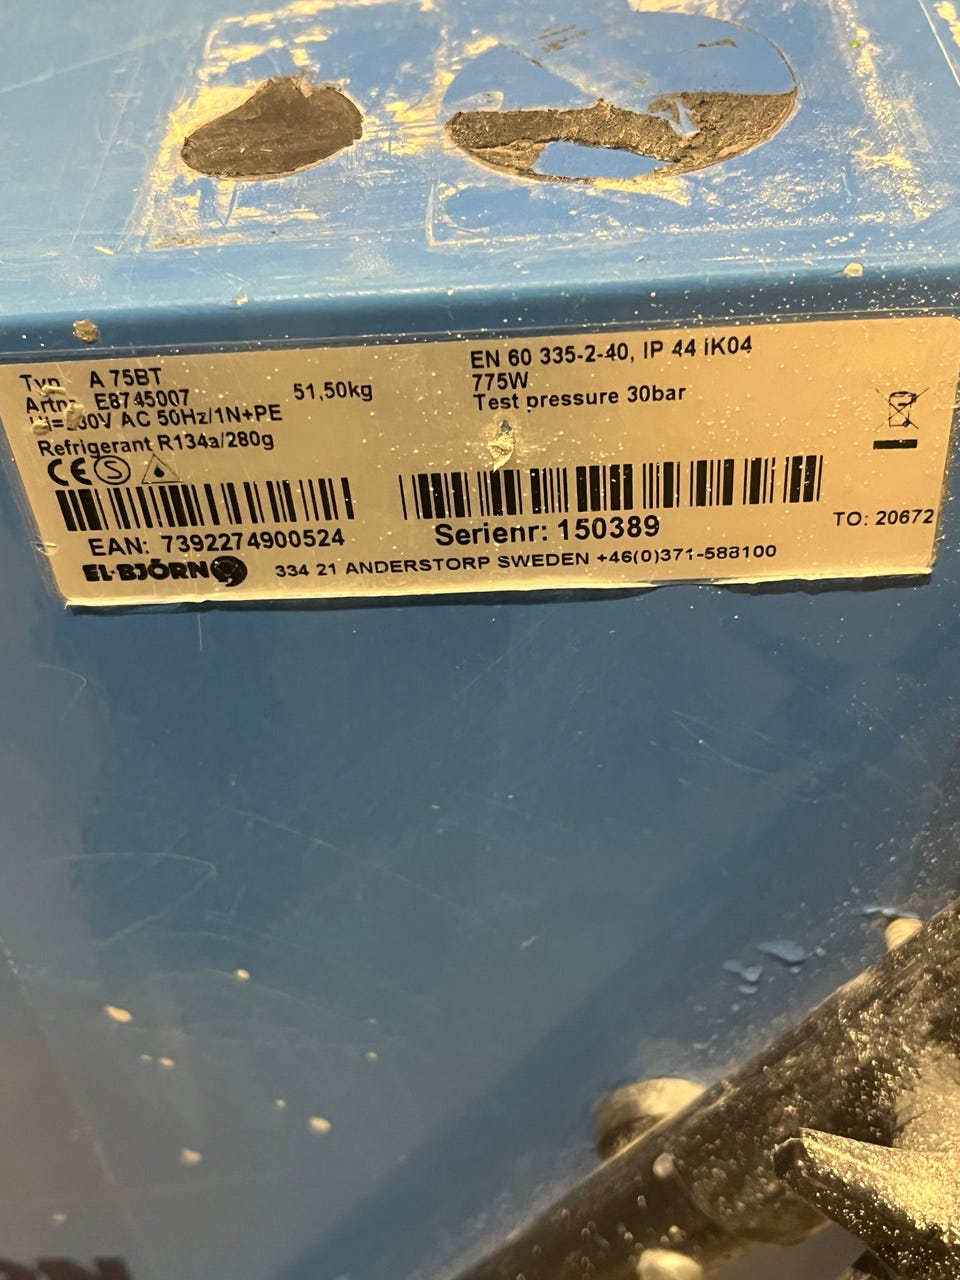 Typ A 75BT
Artnr E8745007 51,50kg
AC 50Hz/1N+PE
Refrigerant R134a/280g
EN 60 335-2-40, IP 44 IK04
775W
Test pressure 30bar
CE S
EAN: 7392274900524
Serienr: 150389
TO: 20672
EL-BJÖRN 334 21 ANDERSTORP SWEDEN +46(0)371-588100